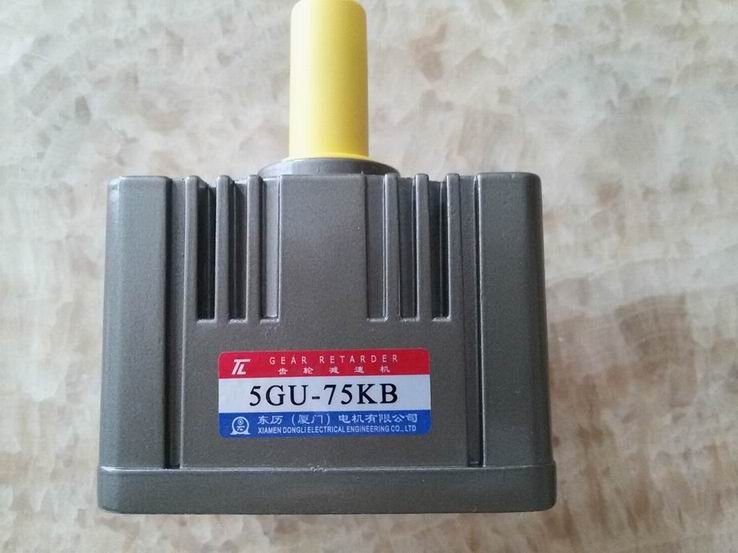 TL GEAR RETARDER
齿轮减速机
5GU-75KB
东历(厦门)电机有限公司
XIAMEN DONGLI ELECTRICAL ENGINEERING CO., LTD